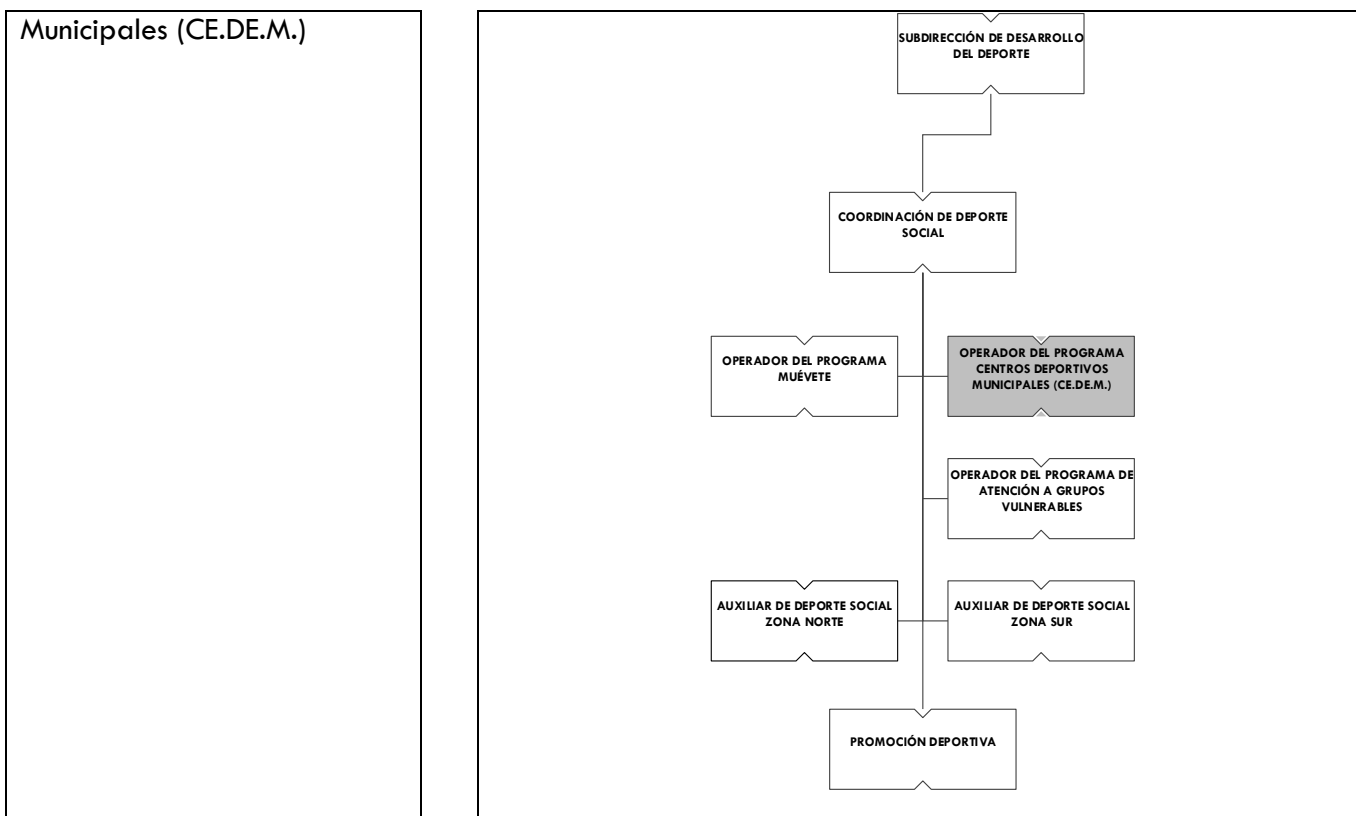 Municipales (CE.DE.M.)
SUBDIRECCIÓN DE DESARROLLO
DEL DEPORTE
COORDINACIÓN DE DEPORTE
SOCIAL
OPERADOR DEL PROGRAMA
MUÉVETE
OPERADOR DEL PROGRAMA
CENTROS DEPORTIVOS
MUNICIPALES (CE.DE.M.)
OPERADOR DEL PROGRAMA DE
ATENCIÓN A GRUPOS
VULNERABLES
AUXILIAR DE DEPORTE SOCIAL
ZONA NORTE
AUXILIAR DE DEPORTE SOCIAL
ZONA SUR
PROMOCIÓN DEPORTIVA